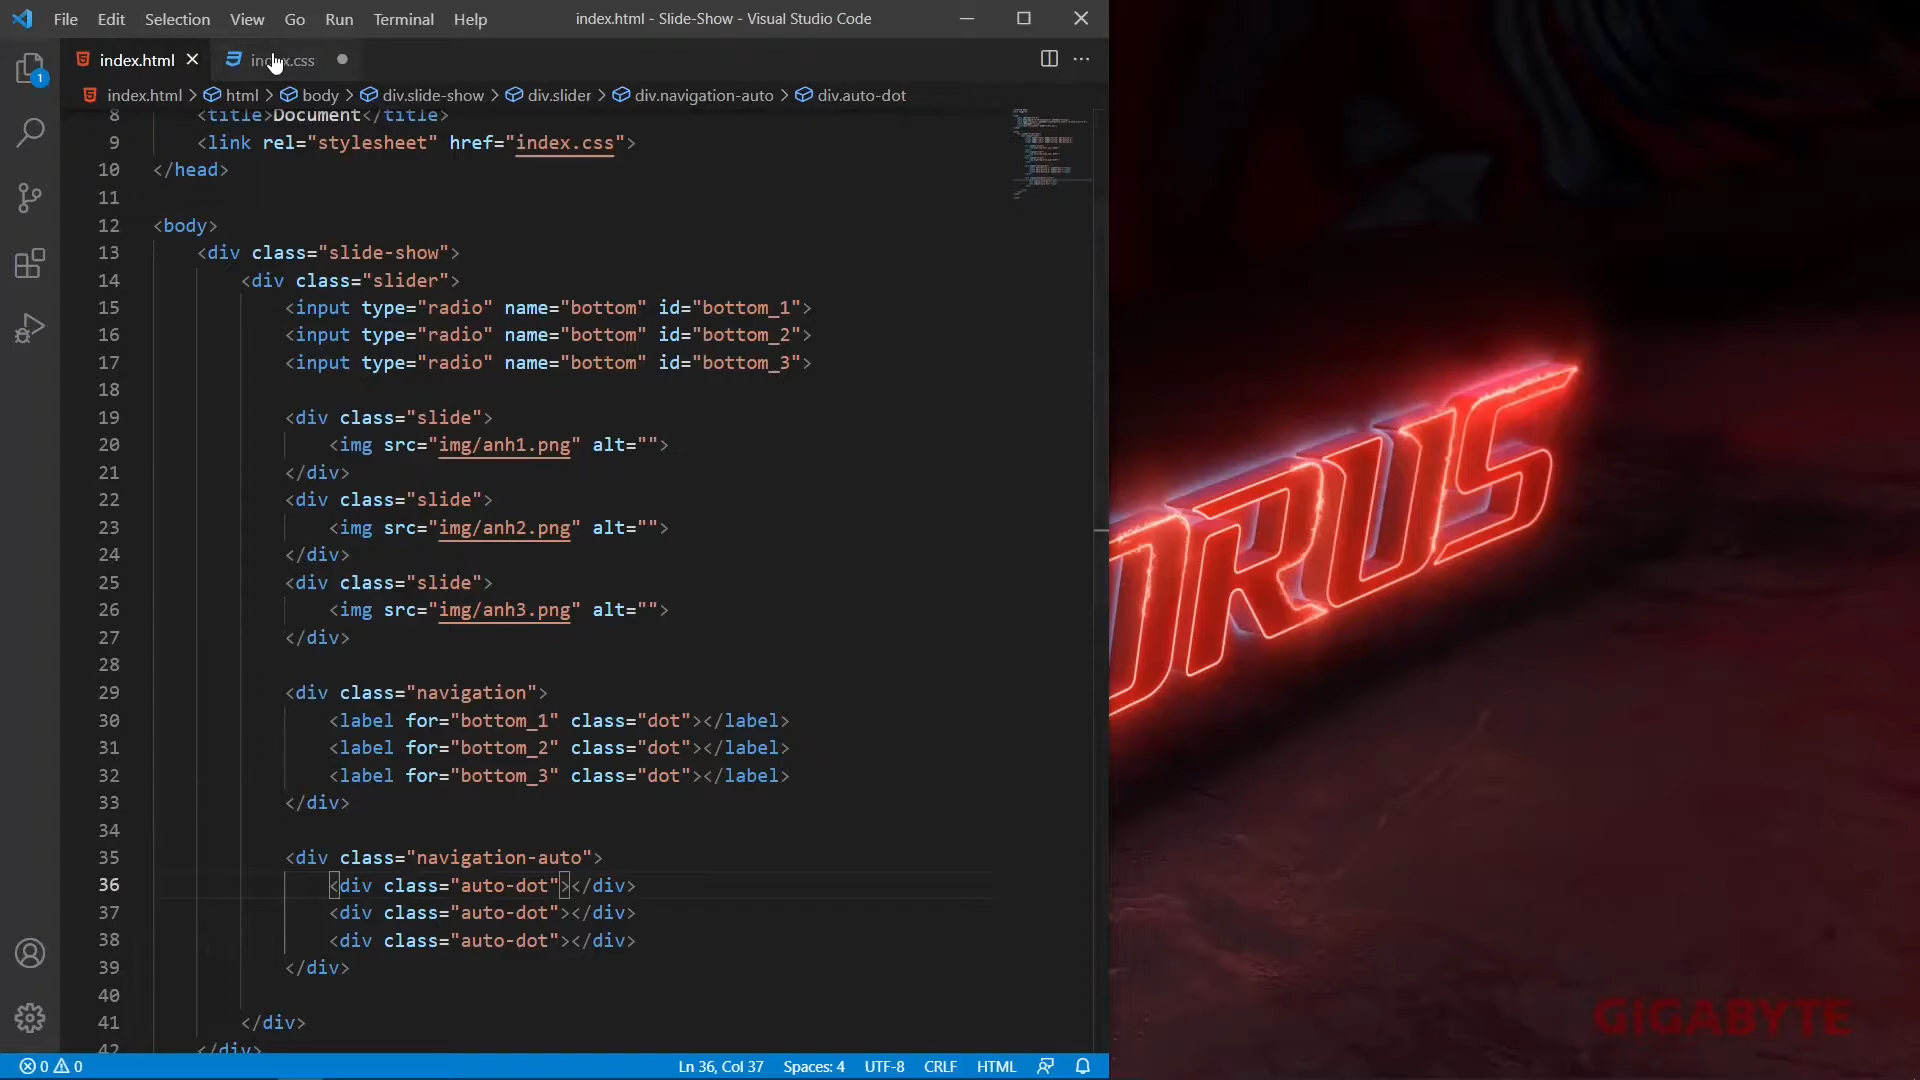 File Edit Selection View Go Run Terminal Help index.html - Slide-Show - Visual Studio Code
index.html index.css
1
index.html > html > body > div.slide-show > div.slider > div.navigation-auto > div.auto-dot
8 <title>Document</title>
9 <link rel="stylesheet" href="index.css">
10 </head>
11
12 <body>
13 <div class="slide-show">
14 <div class="slider">
15 <input type="radio" name="bottom" id="bottom_1">
16 <input type="radio" name="bottom" id="bottom_2">
17 <input type="radio" name="bottom" id="bottom_3">
18
19 <div class="slide">
20 <img src="img/anh1.png" alt="">
21 </div>
22 <div class="slide">
23 <img src="img/anh2.png" alt="">
24 </div>
25 <div class="slide">
26 <img src="img/anh3.png" alt="">
27 </div>
28
29 <div class="navigation">
30 <label for="bottom_1" class="dot"></label>
31 <label for="bottom_2" class="dot"></label>
32 <label for="bottom_3" class="dot"></label>
33 </div>
34
35 <div class="navigation-auto">
36 <div class="auto-dot"></div>
37 <div class="auto-dot"></div>
38 <div class="auto-dot"></div>
39 </div>
40
41 </div>
42 </div>
0 0 Ln 36, Col 37 Spaces: 4 UTF-8 CRLF HTML
ORUS
GIGABYTE